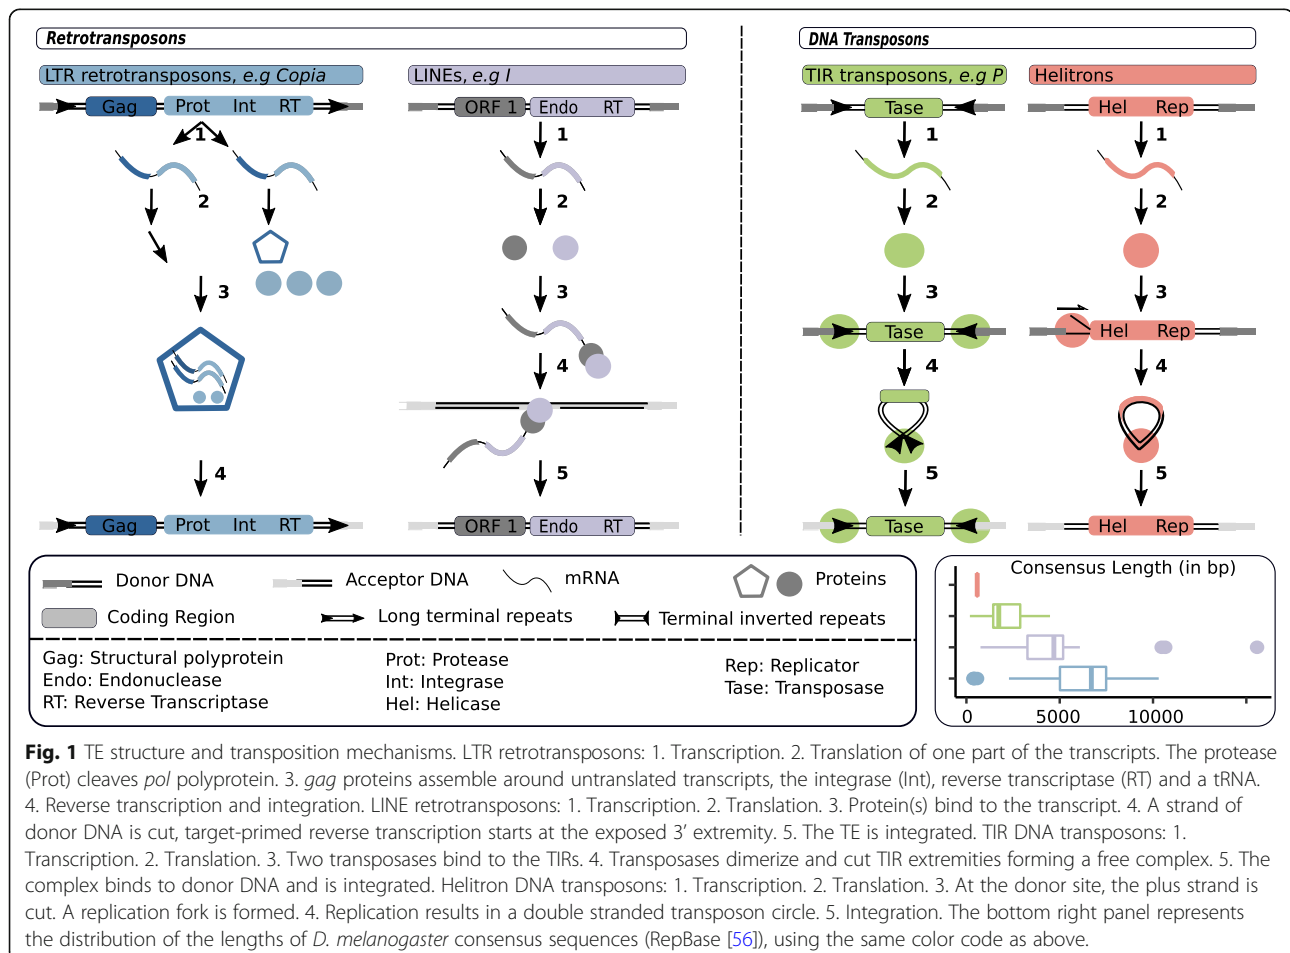 Retrotransposons
DNA Transposons
LTR retrotransposons, e.g Copia
LINEs, e.g I
TIR transposons, e.g P
Helitrons
Gag Prot Int RT
ORF 1 Endo RT
Tase
Hel Rep
1
1
1
1
2
2
2
2
3
3
3
3
Tase
Hel Rep
4
4
4
4
5
5
5
Gag Prot Int RT
ORF 1 Endo RT
Tase
Hel Rep
Donor DNA
Acceptor DNA
mRNA
Proteins
Coding Region
Long terminal repeats
Terminal inverted repeats
Gag: Structural polyprotein
Endo: Endonuclease
RT: Reverse Transcriptase
Prot: Protease
Int: Integrase
Hel: Helicase
Rep: Replicator
Tase: Transposase
Consensus Length (in bp)
0 5000 10000
Fig. 1 TE structure and transposition mechanisms. LTR retrotransposons: 1. Transcription. 2. Translation of one part of the transcripts. The protease
(Prot) cleaves pol polyprotein. 3. gag proteins assemble around untranslated transcripts, the integrase (Int), reverse transcriptase (RT) and a tRNA.
4. Reverse transcription and integration. LINE retrotransposons: 1. Transcription. 2. Translation. 3. Protein(s) bind to the transcript. 4. A strand of
donor DNA is cut, target-primed reverse transcription starts at the exposed 3′ extremity. 5. The TE is integrated. TIR DNA transposons: 1.
Transcription. 2. Translation. 3. Two transposases bind to the TIRs. 4. Transposases dimerize and cut TIR extremities forming a free complex. 5. The
complex binds to donor DNA and is integrated. Helitron DNA transposons: 1. Transcription. 2. Translation. 3. At the donor site, the plus strand is
cut. A replication fork is formed. 4. Replication results in a double stranded transposon circle. 5. Integration. The bottom right panel represents
the distribution of the lengths of D. melanogaster consensus sequences (RepBase [56]), using the same color code as above.